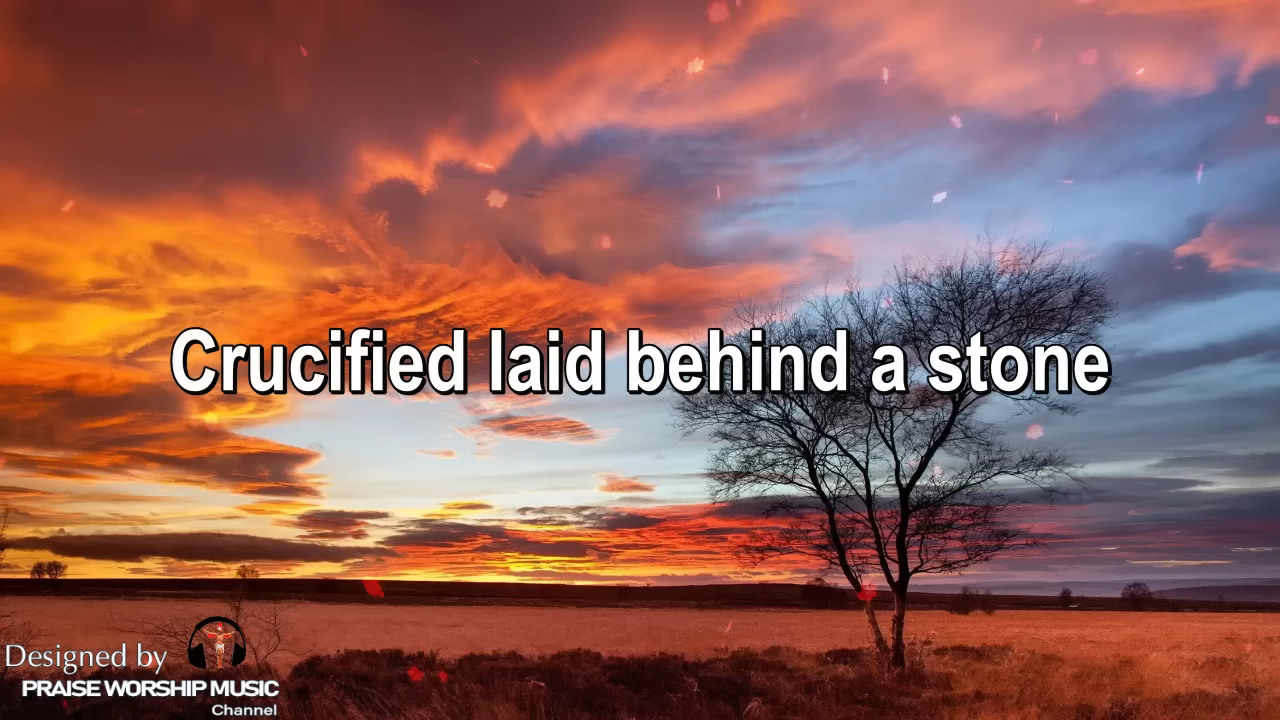 Crucified laid behind a stone
Designed by
PRAISE WORSHIP MUSIC
Channel